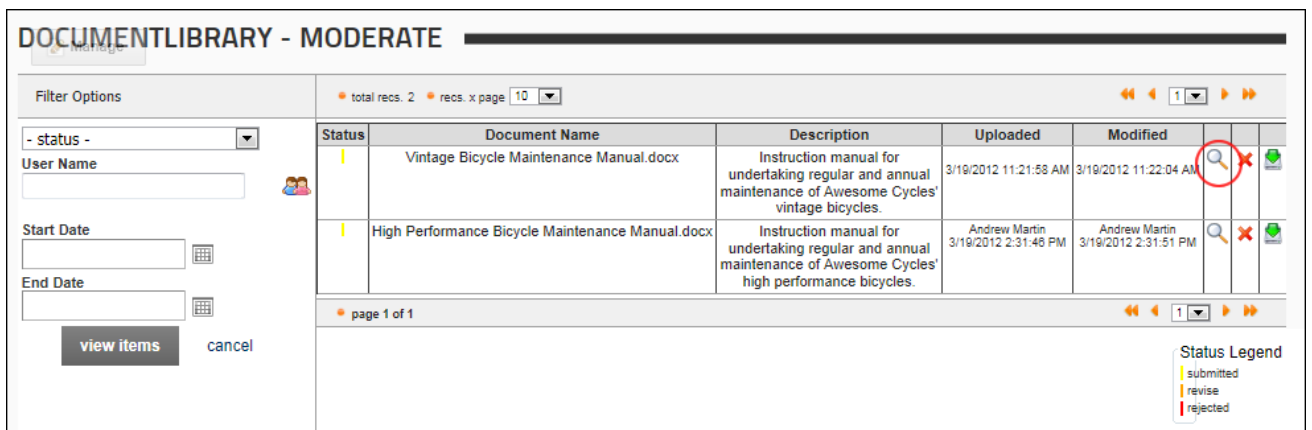 DOCUMENTLIBRARY - MODERATE
Manage
Filter Options
total recs. 2 recs. x page 10
1
- status -
User Name
Start Date
End Date
view items cancel
Status Document Name Description Uploaded Modified
Vintage Bicycle Maintenance Manual.docx
Instruction manual for
undertaking regular and annual
maintenance of Awesome Cycles'
vintage bicycles.
3/19/2012 11:21:58 AM 3/19/2012 11:22:04 AM
High Performance Bicycle Maintenance Manual.docx
Instruction manual for
undertaking regular and annual
maintenance of Awesome Cycles'
high performance bicycles.
Andrew Martin
3/19/2012 2:31:46 PM
Andrew Martin
3/19/2012 2:31:51 PM
page 1 of 1
1
Status Legend
submitted
revise
rejected